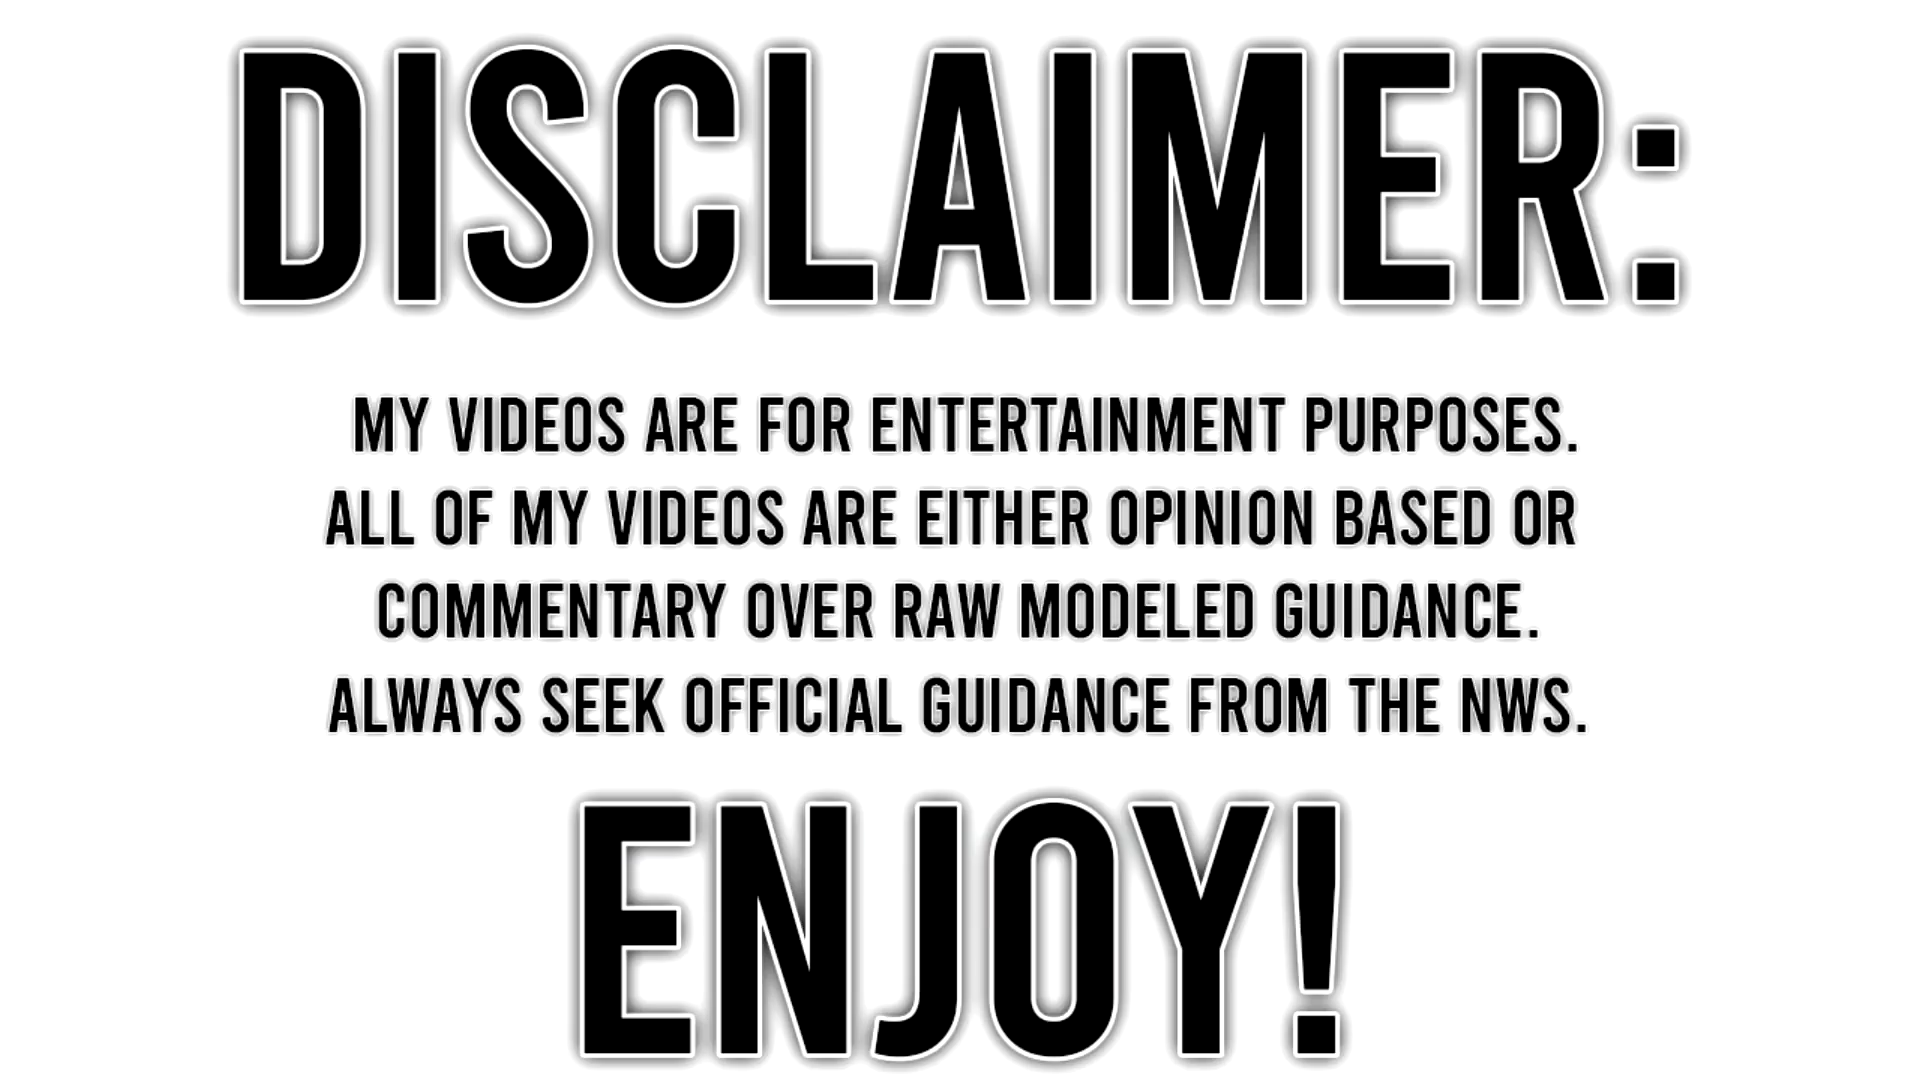 DISCLAIMER:
MY VIDEOS ARE FOR ENTERTAINMENT PURPOSES.
ALL OF MY VIDEOS ARE EITHER OPINION BASED OR
COMMENTARY OVER RAW MODELED GUIDANCE.
ALWAYS SEEK OFFICIAL GUIDANCE FROM THE NWS.
ENJOY!